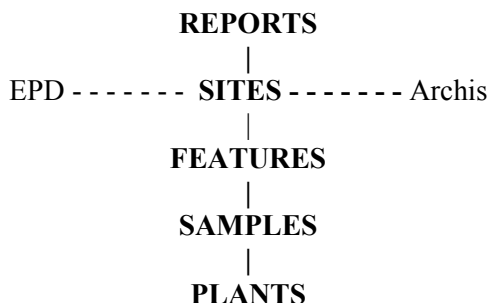 REPORTS
|
EPD - - - - - - - SITES - - - - - - - Archis
|
FEATURES
|
SAMPLES
|
PLANTS